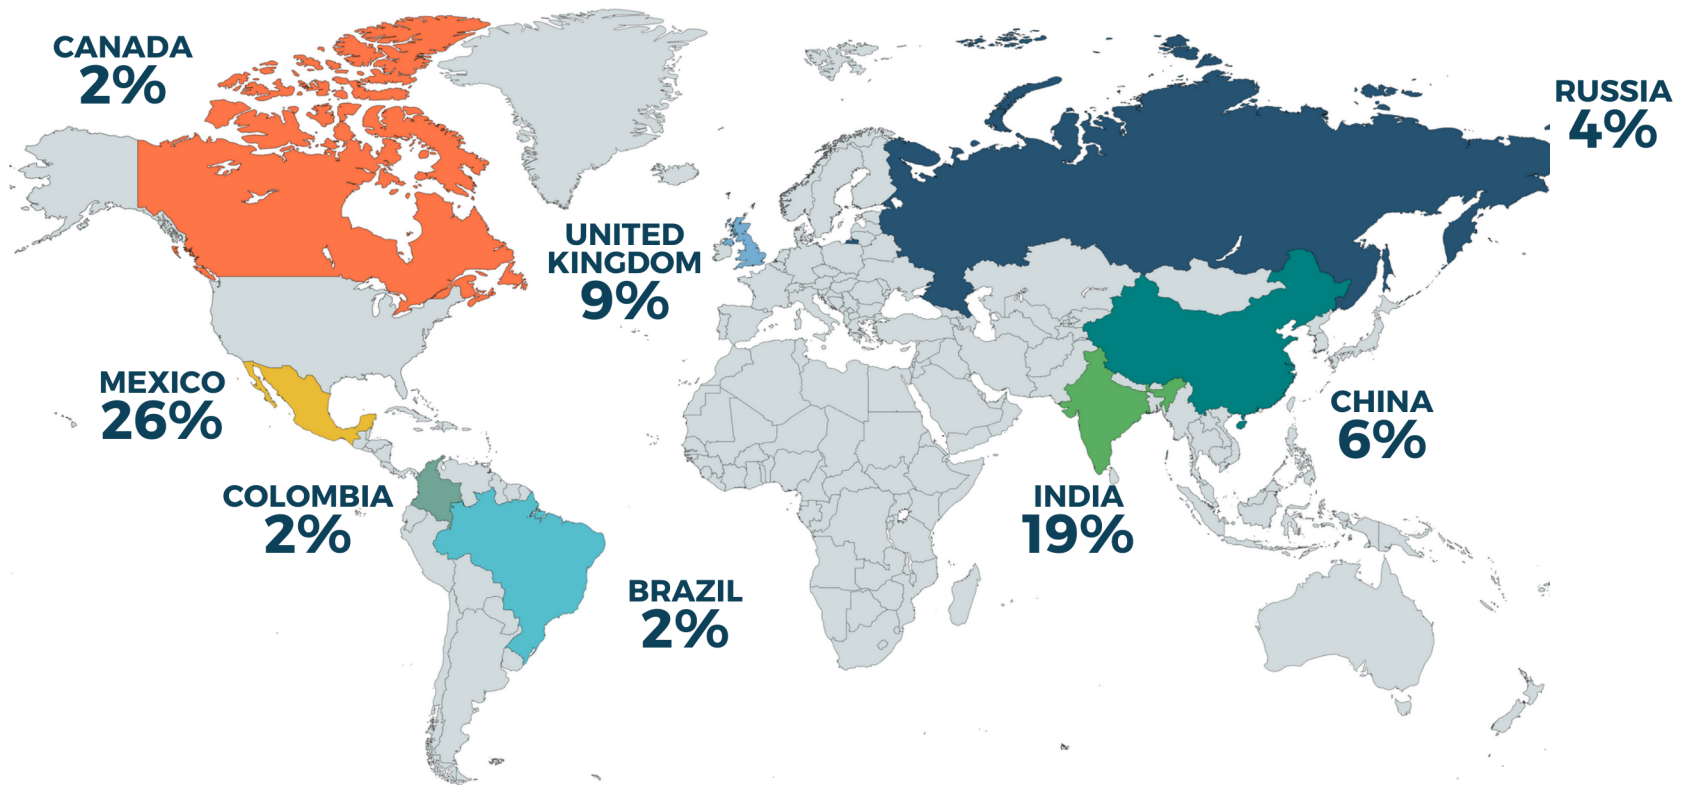 CANADA
2%
RUSSIA
4%
UNITED
KINGDOM
9%
MEXICO
26%
CHINA
6%
COLOMBIA
2%
INDIA
19%
BRAZIL
2%